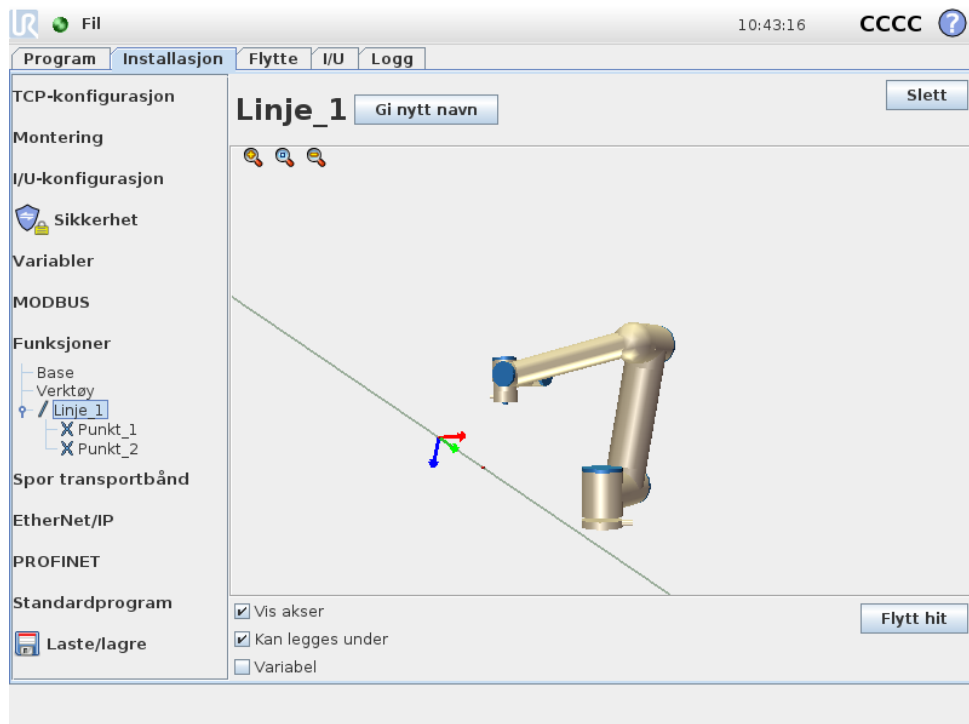 UR Fil 10:43:16 CCCC ?
Program Installasjon Flytte I/U Logg
TCP-konfigurasjon
Montering
I/U-konfigurasjon
Sikkerhet
Variabler
MODBUS
Funksjoner
Base
Verktøy
Linje_1
Punkt_1
Punkt_2
Spor transportbånd
EtherNet/IP
PROFINET
Standardprogram
Laste/lagre
Linje_1 Gi nytt navn Slett
Vis akser
Kan legges under
Variabel
Flytt hit